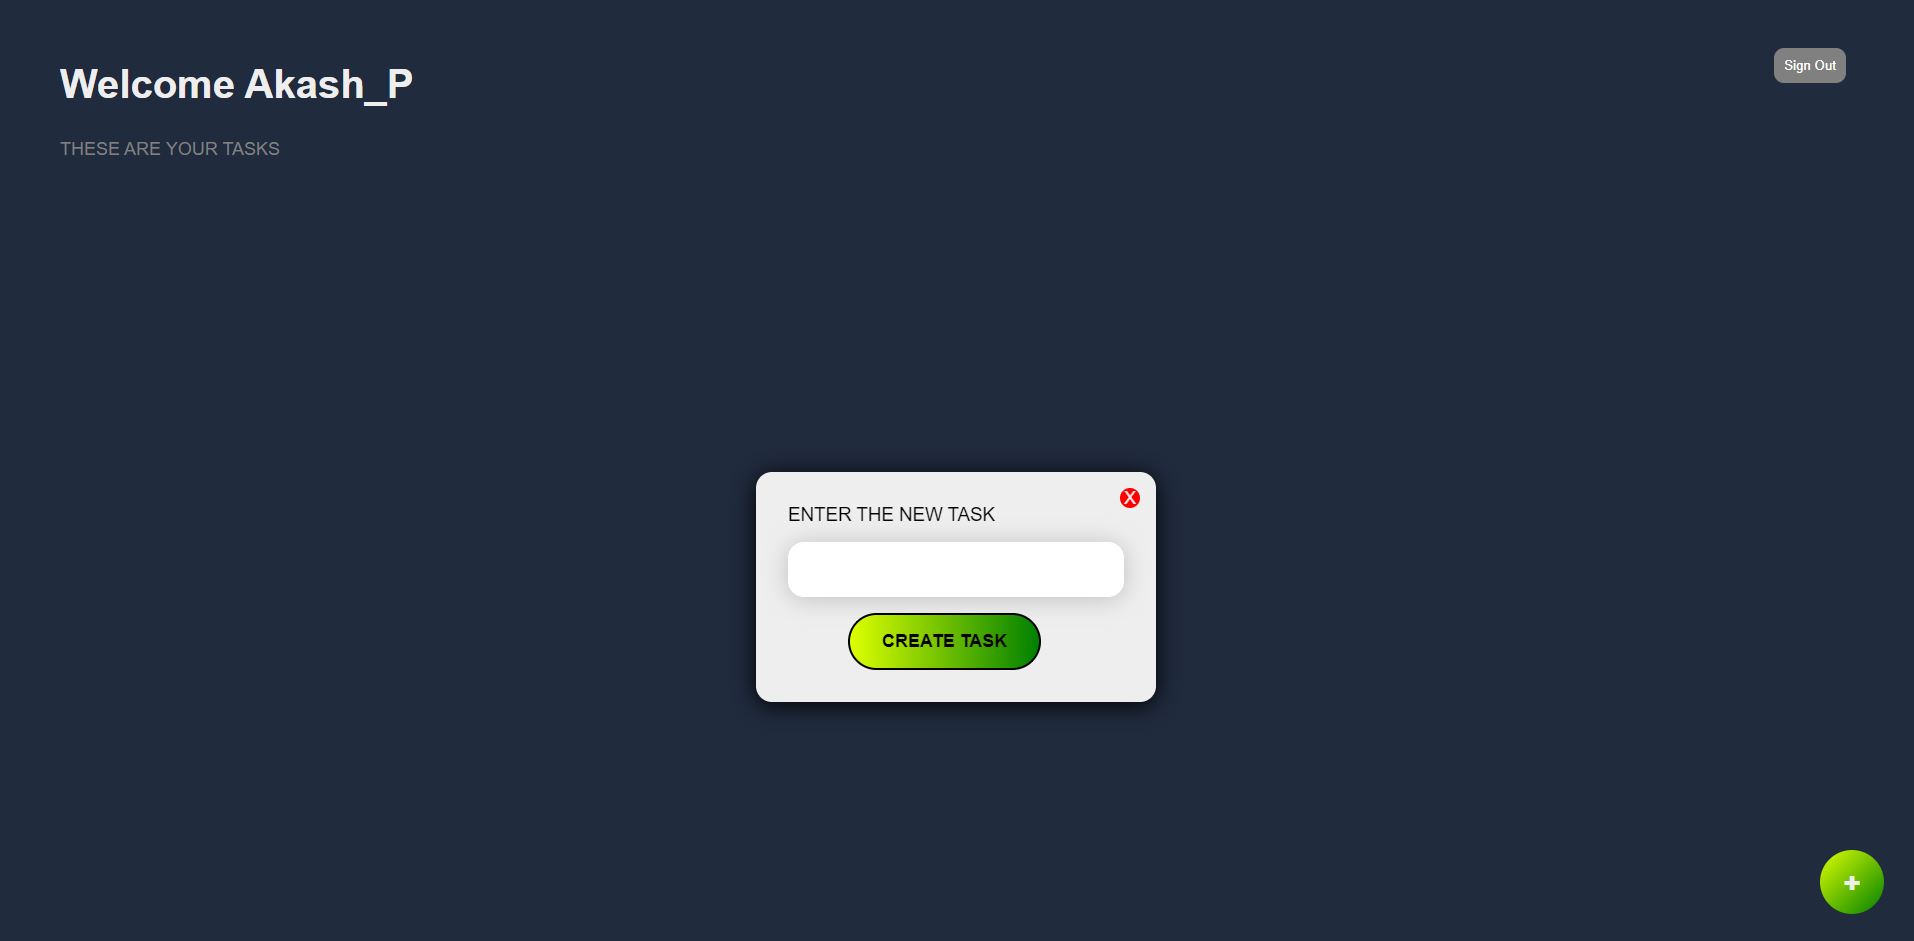 Welcome Akash_P
Sign Out
THESE ARE YOUR TASKS
X
ENTER THE NEW TASK
CREATE TASK
+